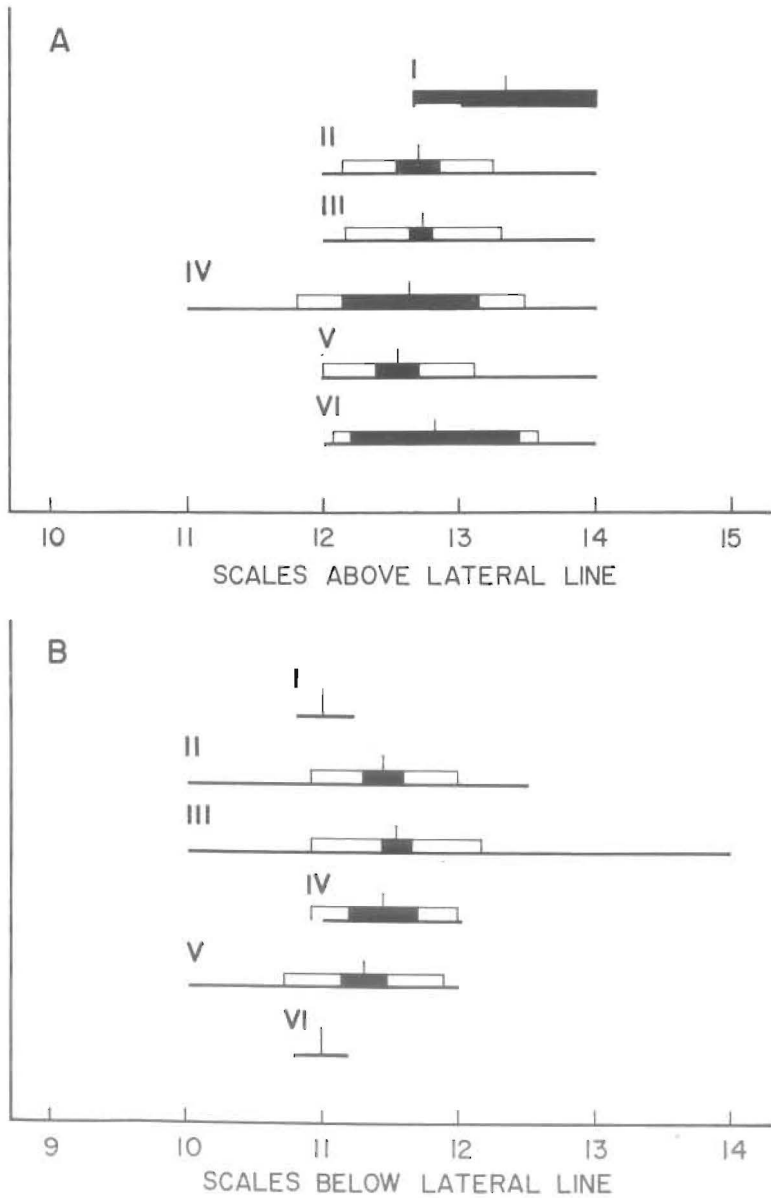 A
I
II
III
IV
V
VI
10 11 12 13 14 15
SCALES ABOVE LATERAL LINE
B
I
II
III
IV
V
VI
9 10 11 12 13 14
SCALES BELOW LATERAL LINE